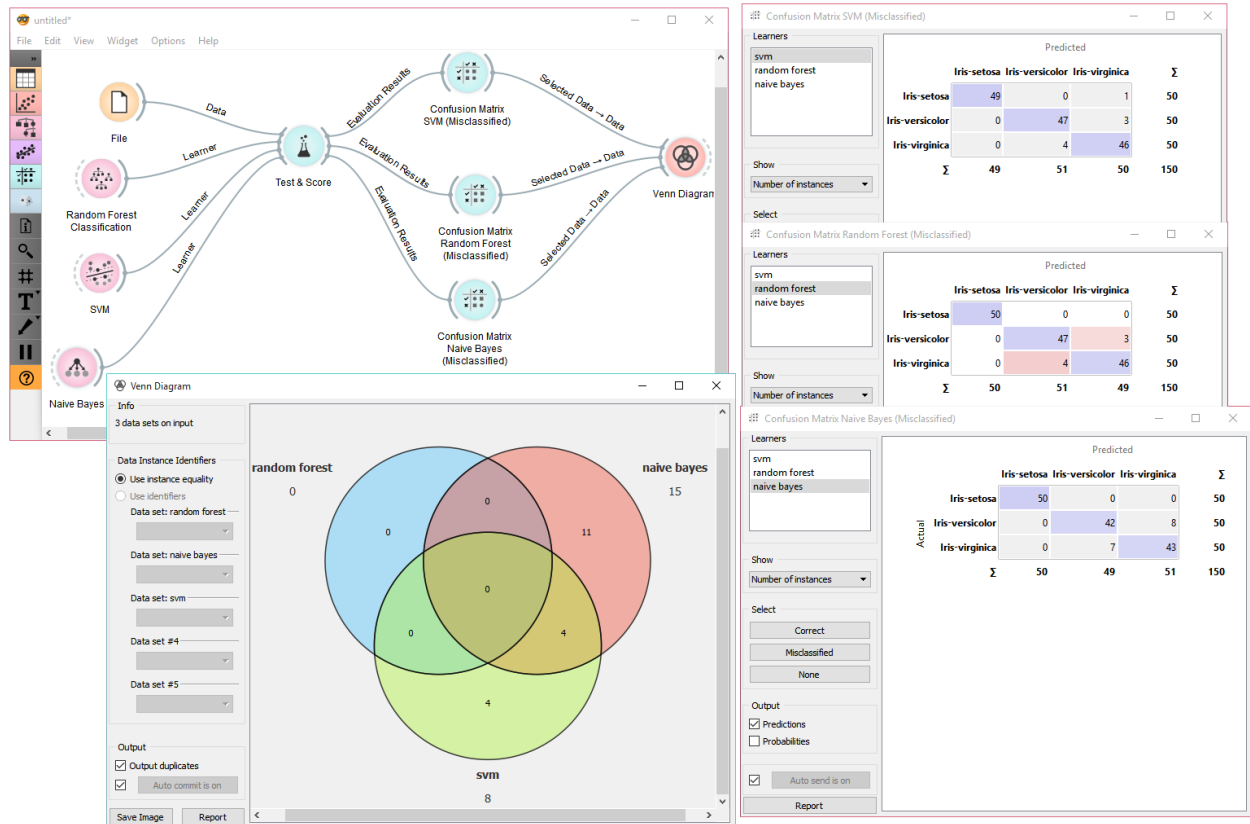 untitled*
File Edit View Widget Options Help
»
File
Data
Random Forest
Classification
Learner
SVM
Learner
Naive Bayes
Learner
Test & Score
Evaluation Results
Evaluation Results
Evaluation Results
Confusion Matrix
SVM (Misclassified)
Confusion Matrix
Random Forest
(Misclassified)
Confusion Matrix
Naive Bayes
(Misclassified)
Selected Data → Data
Selected Data → Data
Selected Data → Data
Venn Diagram
T
?
<
Confusion Matrix SVM (Misclassified)
Learners
svm
random forest
naive bayes
Show
Number of instances
Select
Predicted
Iris-setosa Iris-versicolor Iris-virginica Σ
Iris-setosa 49 0 1 50
Iris-versicolor 0 47 3 50
Iris-virginica 0 4 46 50
Σ 49 51 50 150
Confusion Matrix Random Forest (Misclassified)
Learners
svm
random forest
naive bayes
Show
Number of instances
Predicted
Iris-setosa Iris-versicolor Iris-virginica Σ
Iris-setosa 50 0 0 50
Iris-versicolor 0 47 3 50
Iris-virginica 0 4 46 50
Σ 50 51 49 150
Confusion Matrix Naive Bayes (Misclassified)
Learners
svm
random forest
naive bayes
Show
Number of instances
Select
Correct
Misclassified
None
Output
Predictions
Probabilities
Auto send is on
Report
Predicted
Actual
Iris-setosa Iris-versicolor Iris-virginica Σ
Iris-setosa 50 0 0 50
Iris-versicolor 0 42 8 50
Iris-virginica 0 7 43 50
Σ 50 49 51 150
Venn Diagram
Info
3 data sets on input
Data Instance Identifiers
Use instance equality
Use identifiers
Data set: random forest
Data set: naive bayes
Data set: svm
Data set #4
Data set #5
Output
Output duplicates
Auto commit is on
Save Image Report
random forest
0
naive bayes
15
0
0
11
0
0
4
4
svm
8